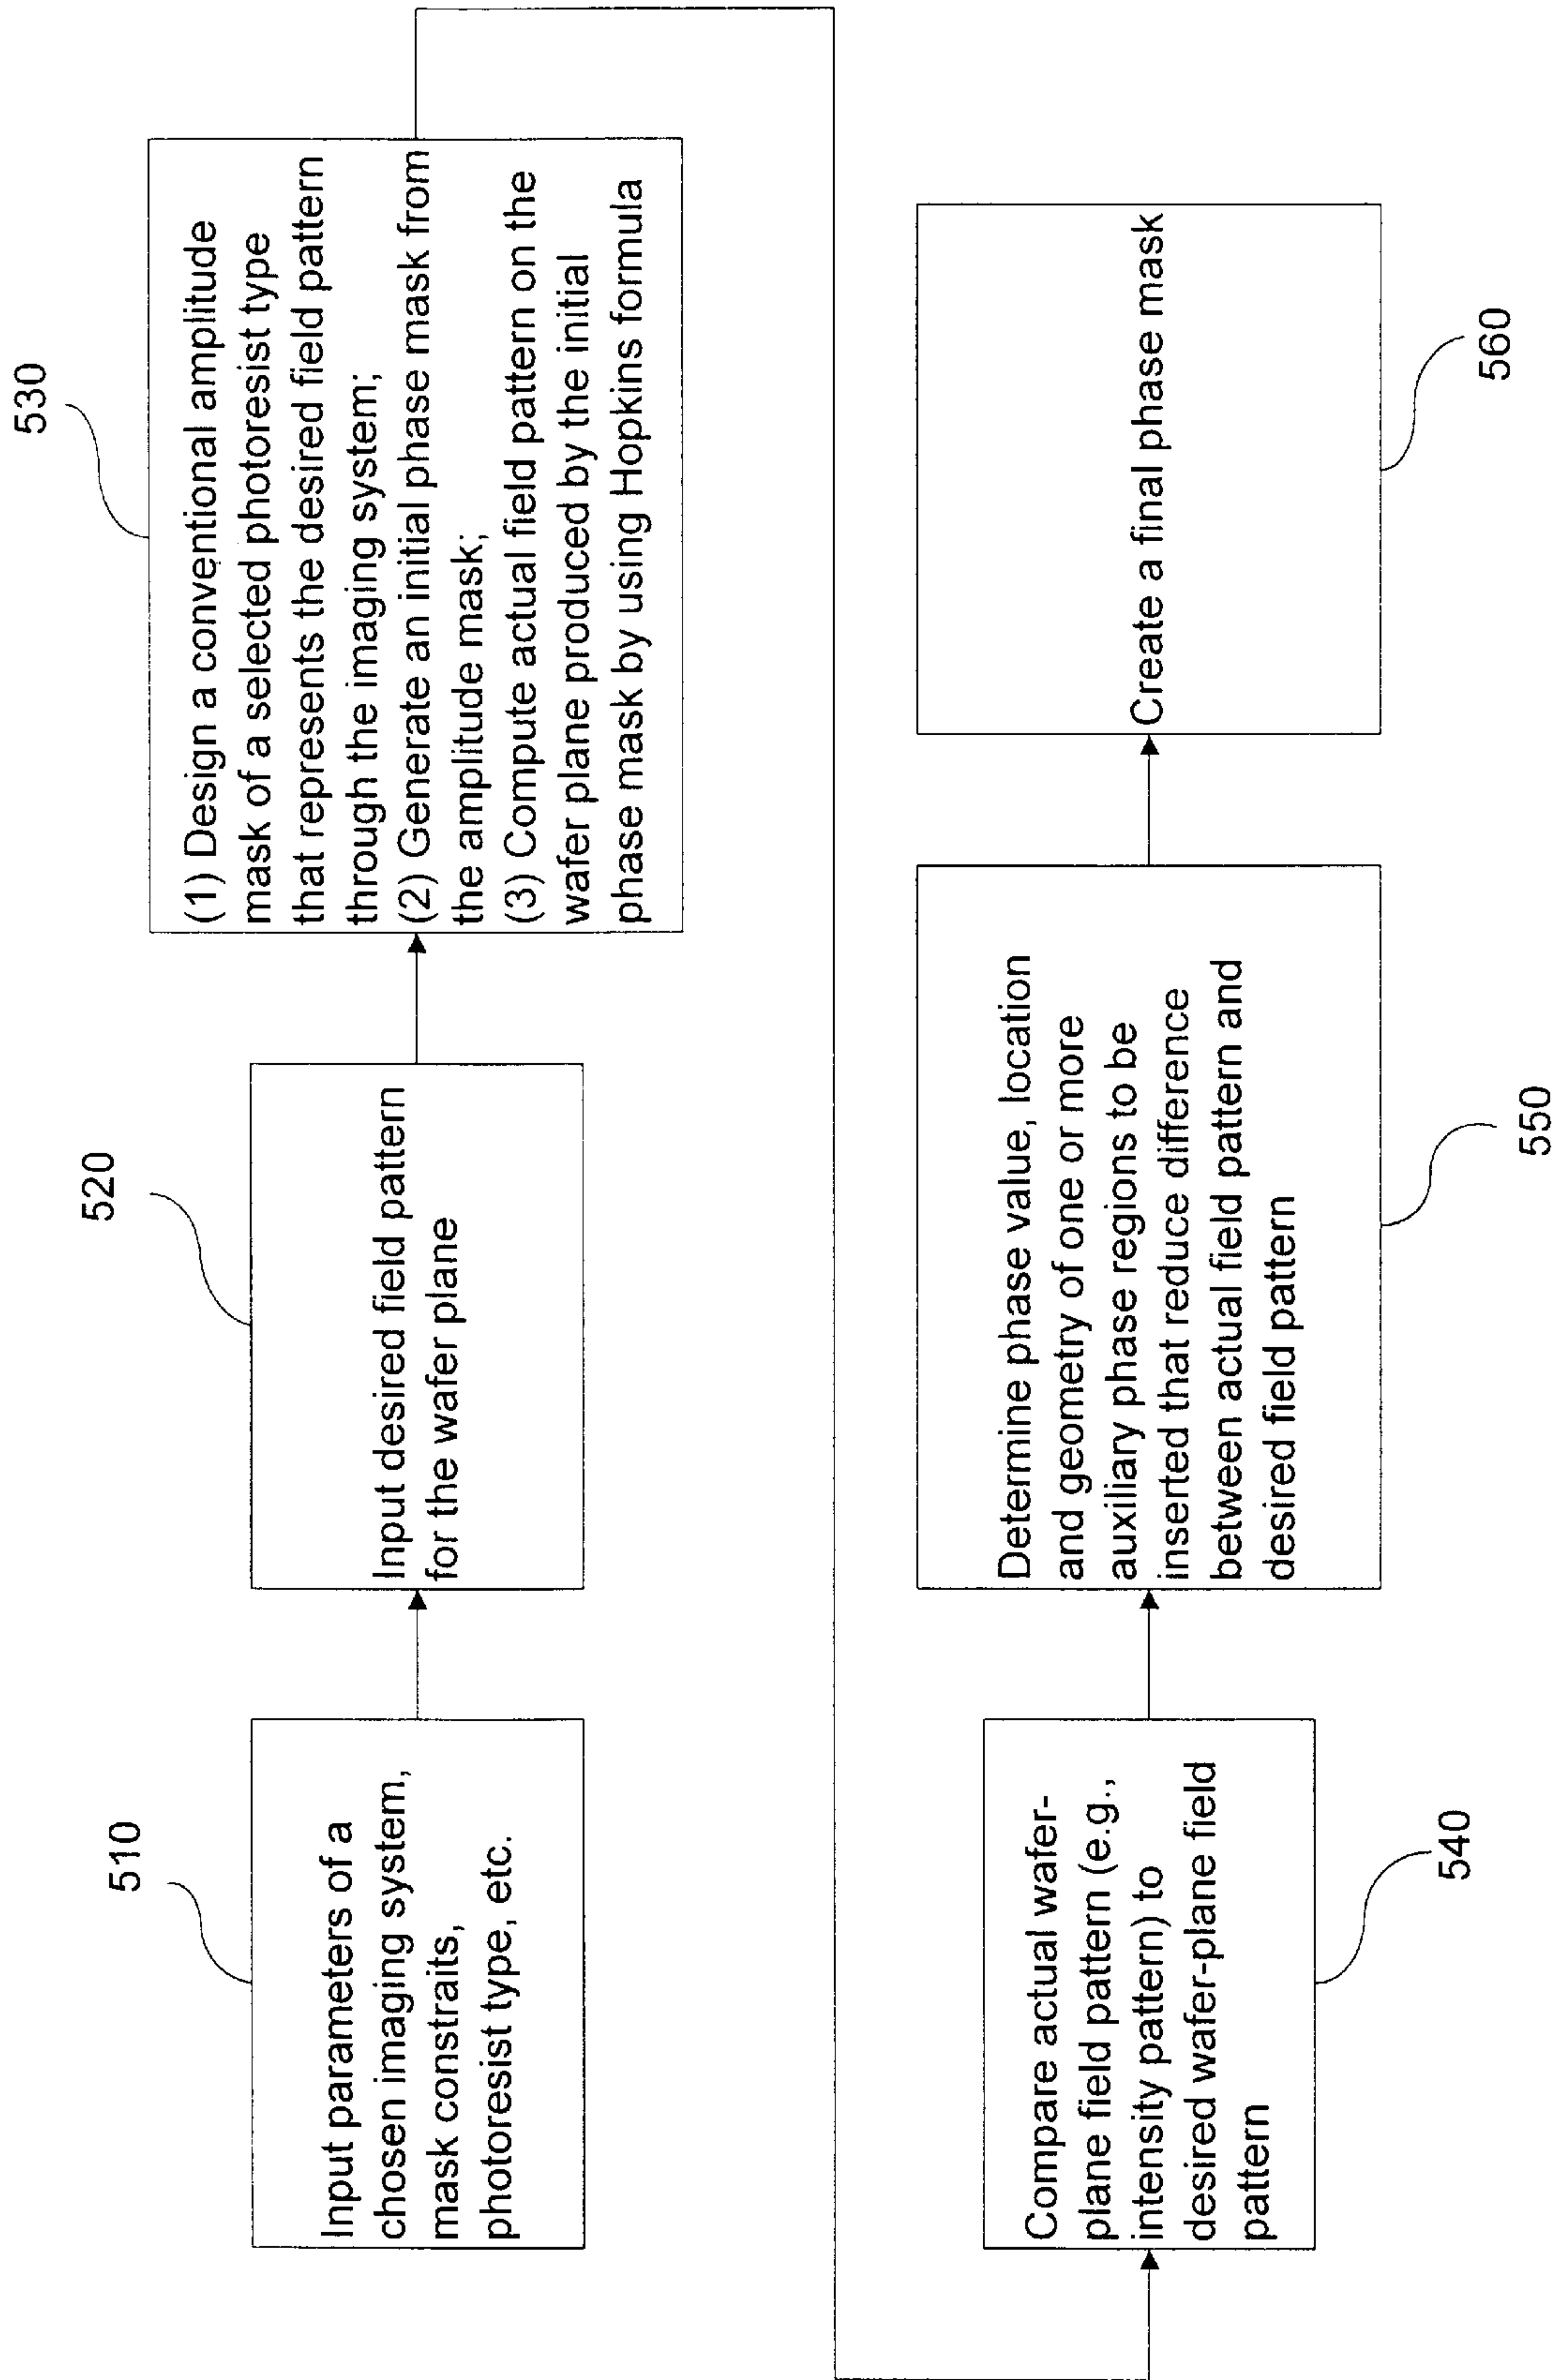 510
Input parameters of a
chosen imaging system,
mask constraits,
photoresist type, etc.
520
Input desired field pattern
for the wafer plane
530
(1) Design a conventional amplitude
mask of a selected photoresist type
that represents the desired field pattern
through the imaging system;
(2) Generate an initial phase mask from
the amplitude mask;
(3) Compute actual field pattern on the
wafer plane produced by the initial
phase mask by using Hopkins formula
Compare actual wafer-
plane field pattern (e.g.,
intensity pattern) to
desired wafer-plane field
pattern
540
Determine phase value, location
and geometry of one or more
auxiliary phase regions to be
inserted that reduce difference
between actual field pattern and
desired field pattern
550
Create a final phase mask
560